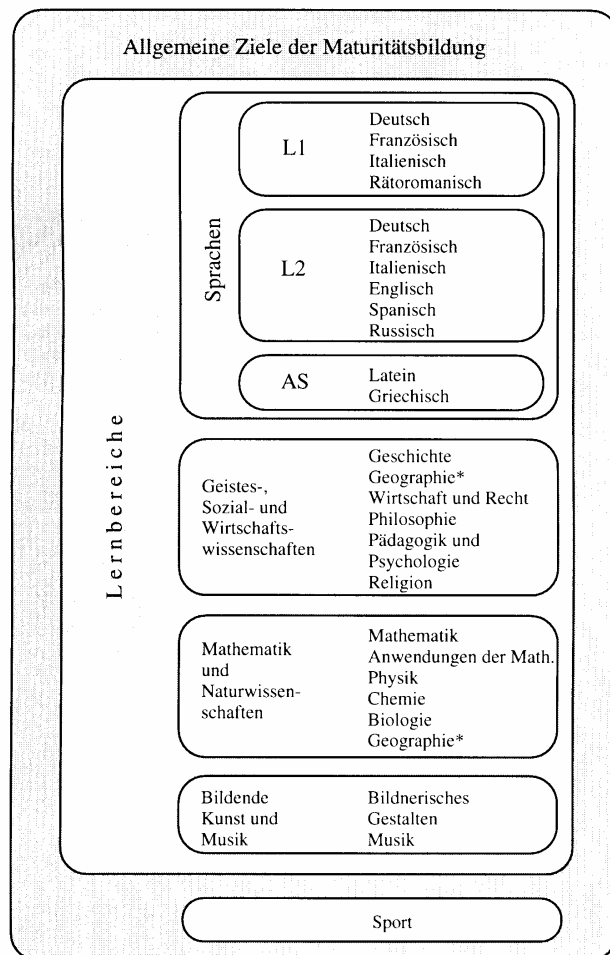 Allgemeine Ziele der Maturitätsbildung
Lernbereiche
Sprachen
L1
Deutsch
Französisch
Italienisch
Rätoromanisch
L2
Deutsch
Französisch
Italienisch
Englisch
Spanisch
Russisch
AS
Latein
Griechisch
Geistes-,
Sozial- und
Wirtschafts-
wissenschaften
Geschichte
Geographie*
Wirtschaft und Recht
Philosophie
Pädagogik und
Psychologie
Religion
Mathematik
und
Naturwissen-
schaften
Mathematik
Anwendungen der Math.
Physik
Chemie
Biologie
Geographie*
Bildende
Kunst und
Musik
Bildnerisches
Gestalten
Musik
Sport